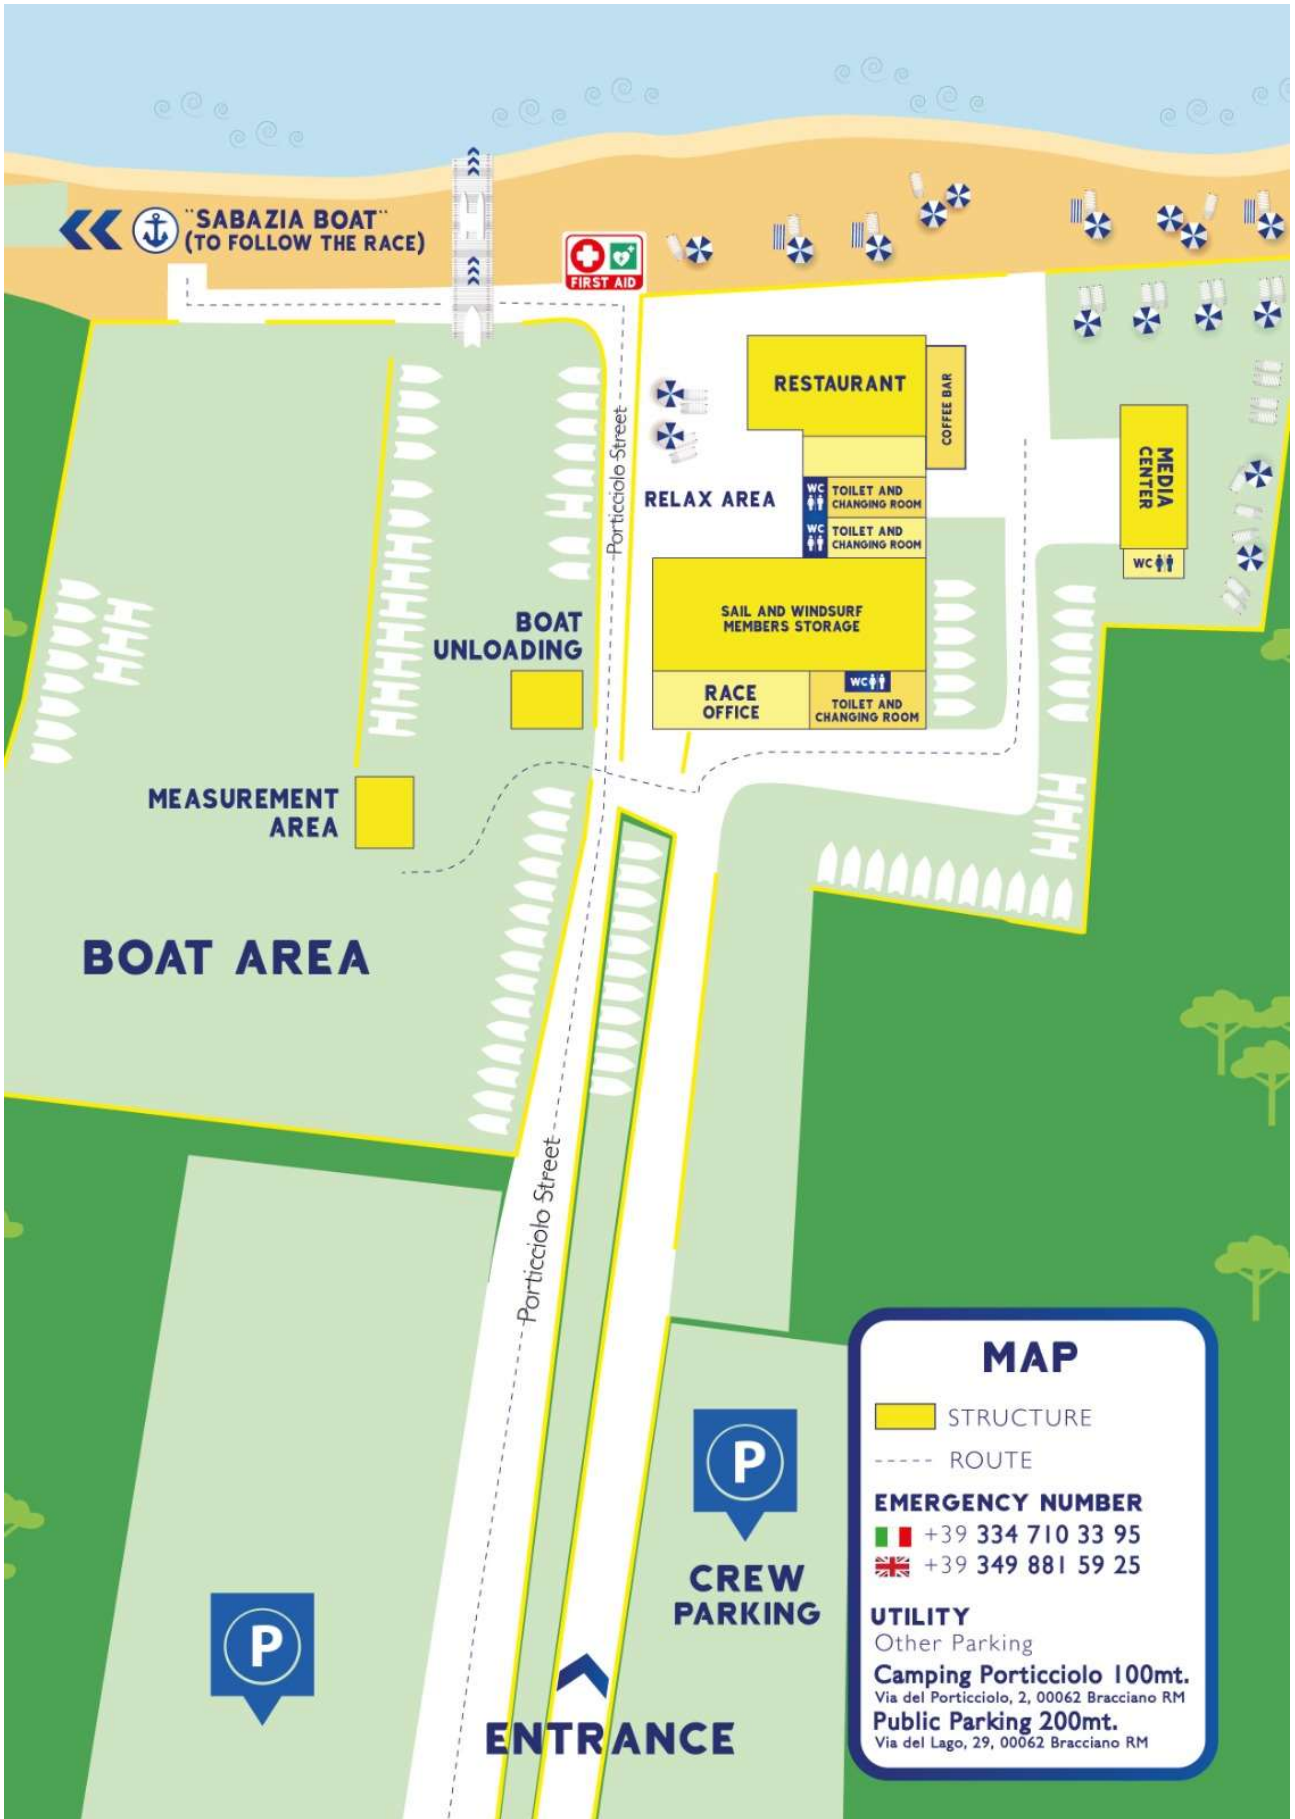 "SABAZIA BOAT"
(TO FOLLOW THE RACE)
FIRST AID
RESTAURANT
COFFEE BAR
Porticciolo Street
RELAX AREA
WC
TOILET AND
CHANGING ROOM
WC
TOILET AND
CHANGING ROOM
MEDIA
CENTER
WC
SAIL AND WINDSURF
MEMBERS STORAGE
BOAT
UNLOADING
RACE
OFFICE
WC
TOILET AND
CHANGING ROOM
MEASUREMENT
AREA
BOAT AREA
Porticciolo Street
P
CREW
PARKING
P
ENTRANCE
MAP
STRUCTURE
ROUTE
EMERGENCY NUMBER
+39 334 710 33 95
+39 349 881 59 25
UTILITY
Other Parking
Camping Porticciolo 100mt.
Via del Porticciolo, 2, 00062 Bracciano RM
Public Parking 200mt.
Via del Lago, 29, 00062 Bracciano RM